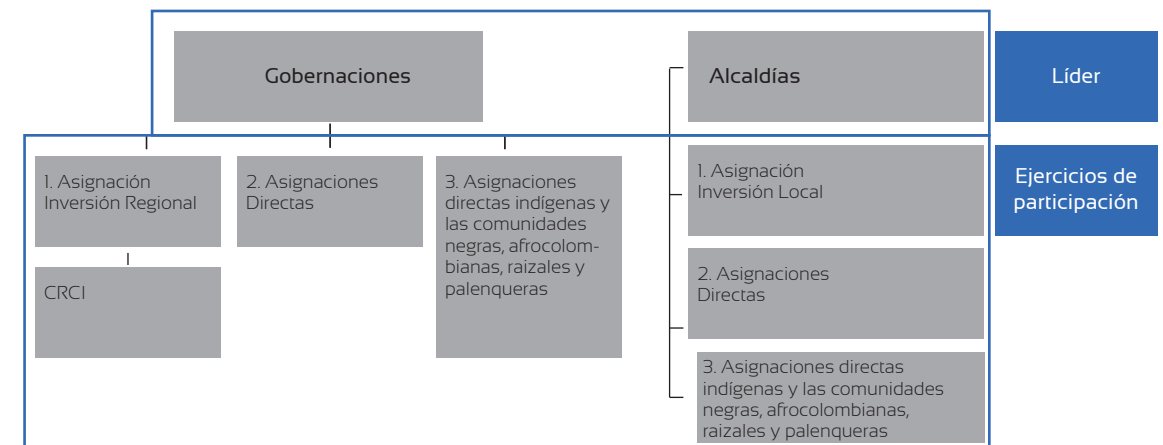 Gobernaciones
Alcaldías
Líder
1. Asignación
Inversión Regional
2. Asignaciones
Directas
3. Asignaciones
directas indígenas y
las comunidades
negras, afrocolom-
bianas, raizales y
palenqueras
CRCI
1. Asignación
Inversión Local
2. Asignaciones
Directas
3. Asignaciones directas
indígenas y las comunidades
negras, afrocolombianas,
raizales y palenqueras
Ejercicios de
participación